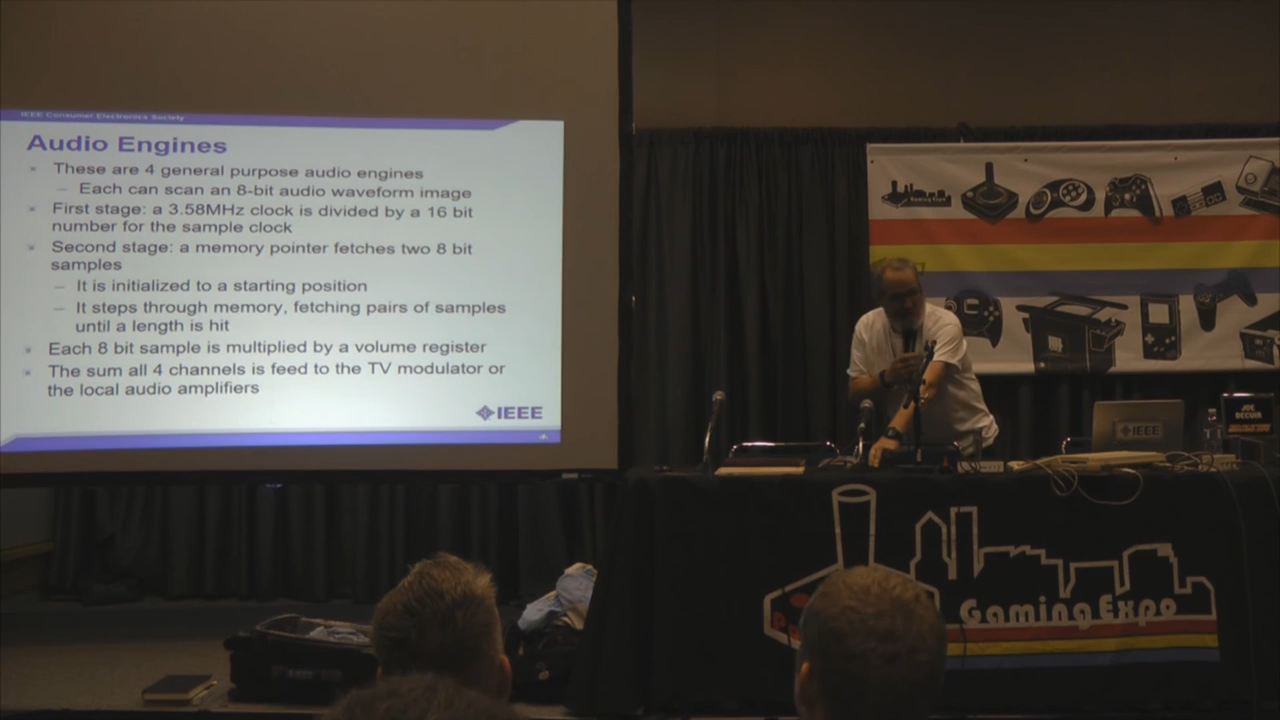 IEEE Consumer Electronics Society
Audio Engines
These are 4 general purpose audio engines
– Each can scan an 8-bit audio waveform image
First stage: a 3.58MHz clock is divided by a 16 bit
number for the sample clock
Second stage: a memory pointer fetches two 8 bit
samples
– It is initialized to a starting position
– It steps through memory, fetching pairs of samples
until a length is hit
Each 8 bit sample is multiplied by a volume register
The sum all 4 channels is feed to the TV modulator or
the local audio amplifiers
IEEE
Gaming Expo
IEEE
JOE
DECUIR
Gaming Expo